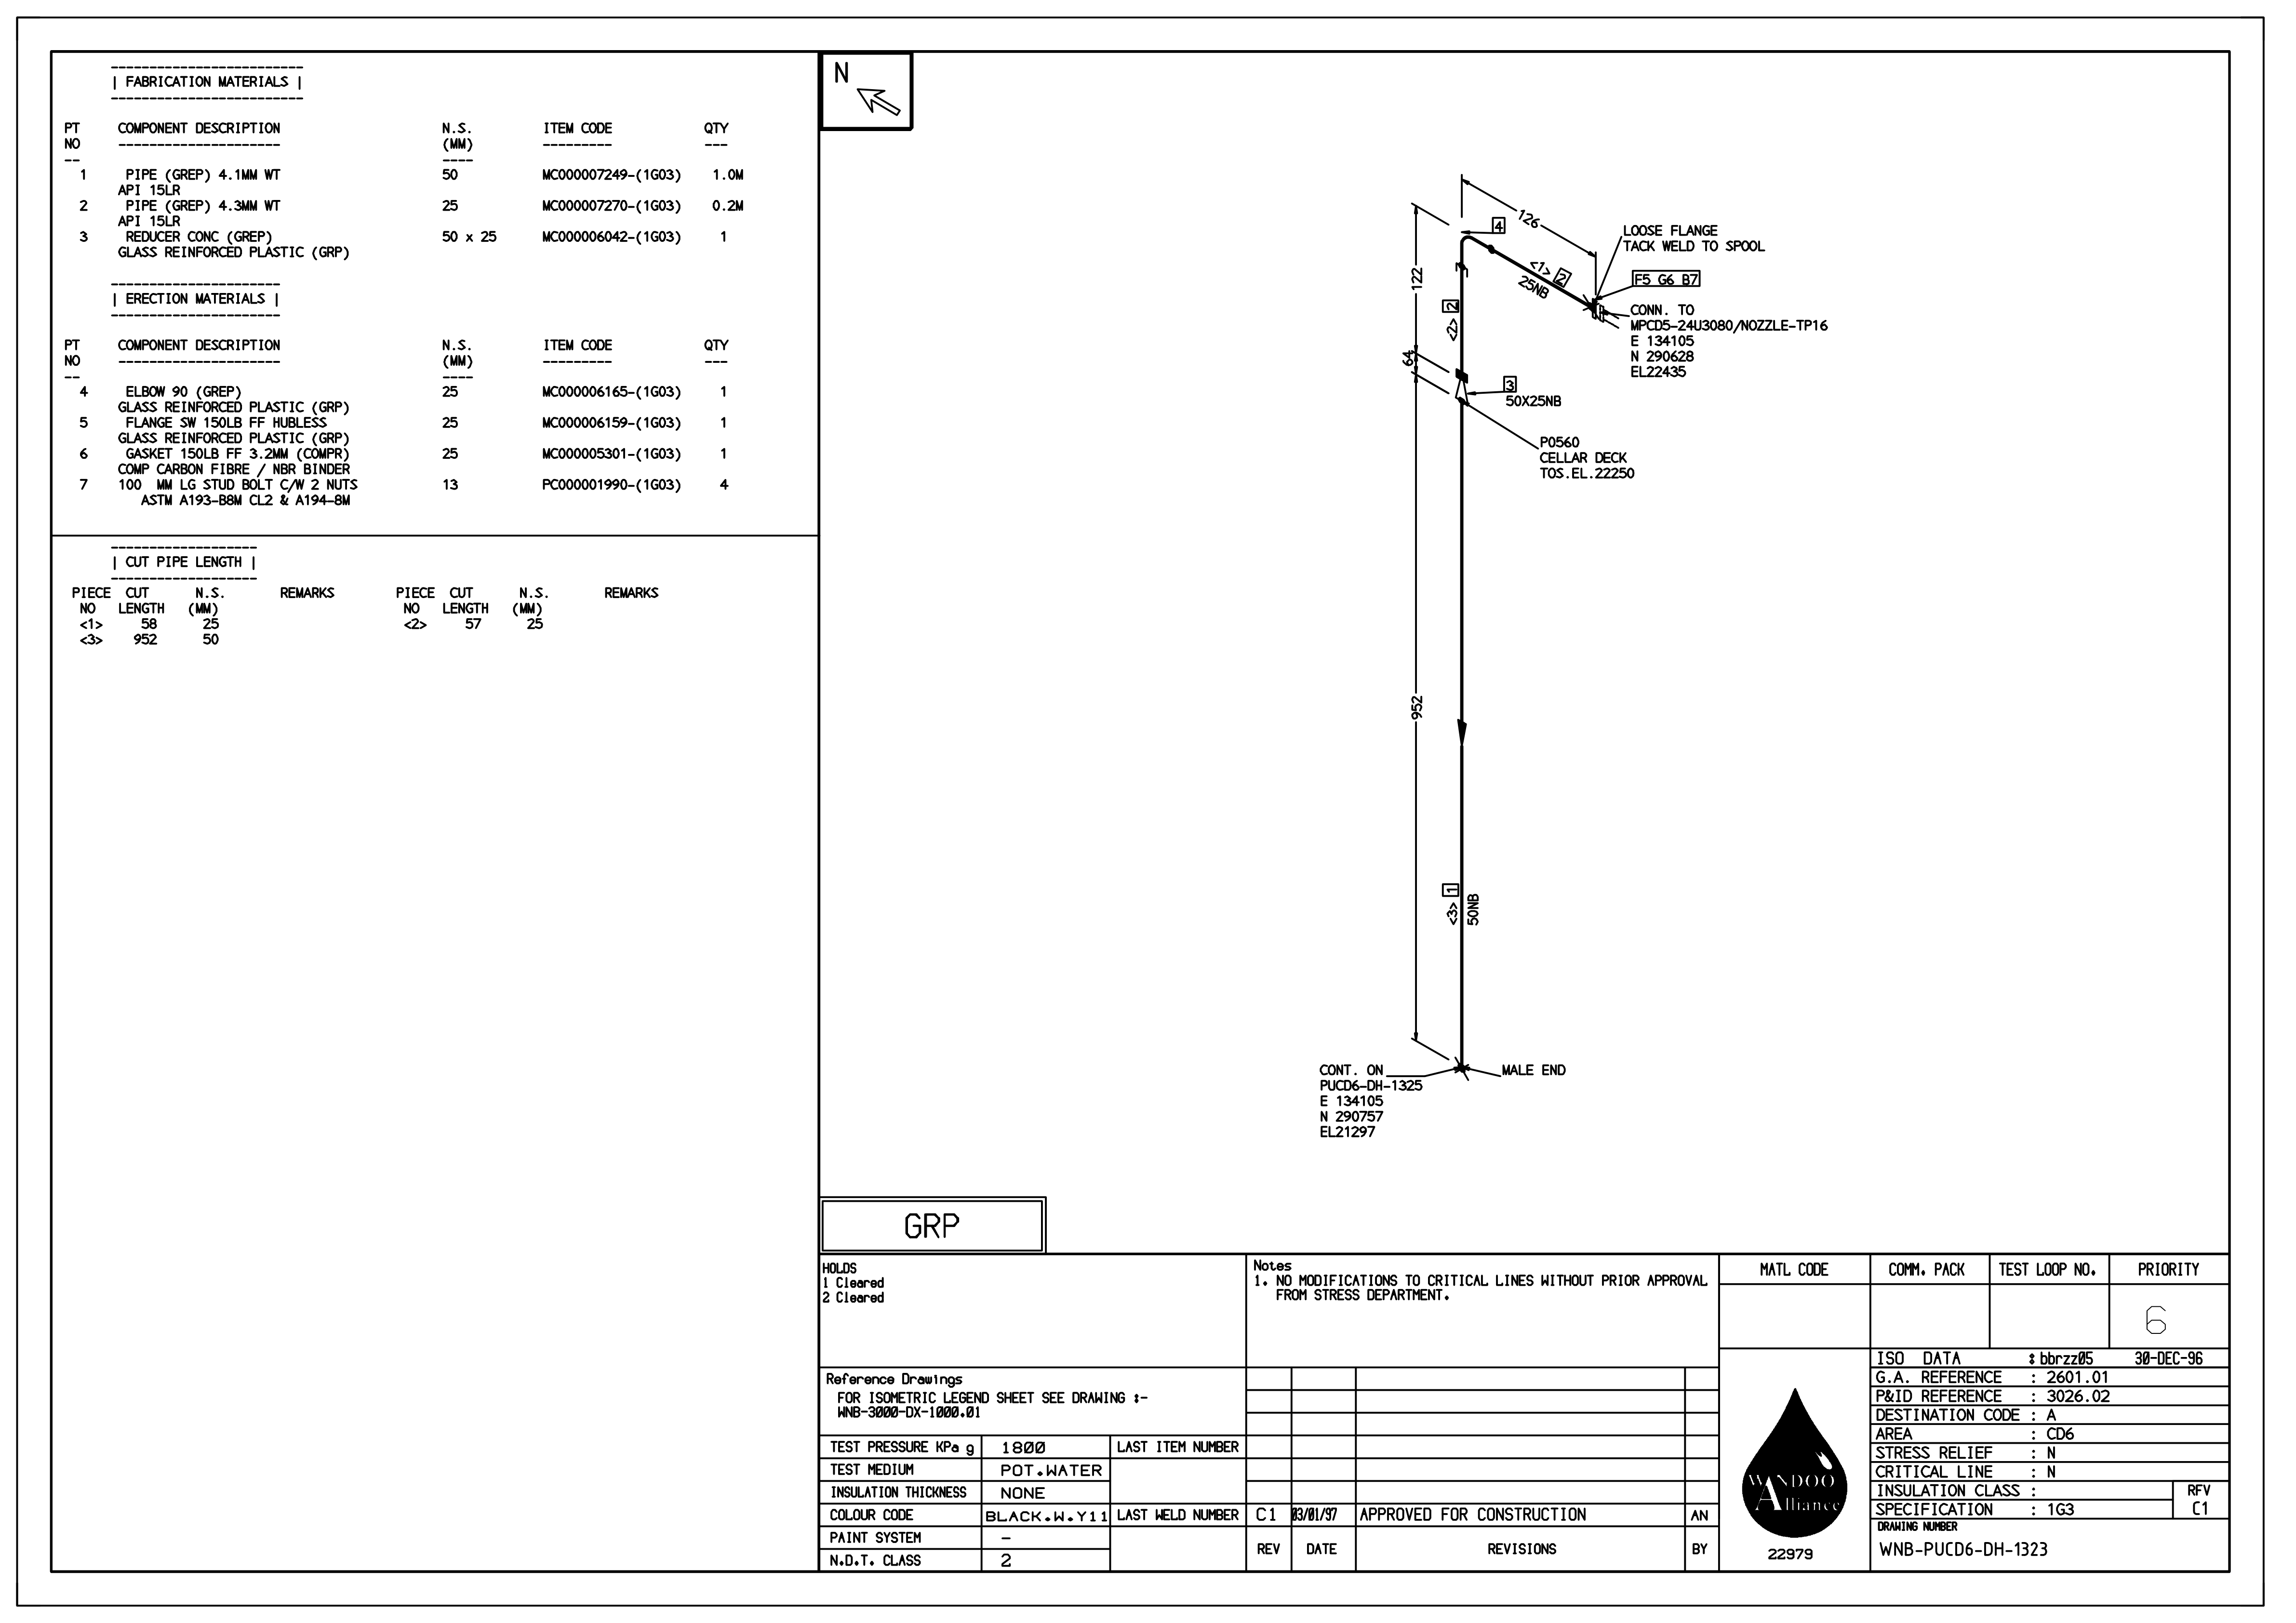 | FABRICATION MATERIALS |
PT NO COMPONENT DESCRIPTION N.S. (MM) ITEM CODE QTY
1 PIPE (GREP) 4.1MM WT 50 MC000007249-(1G03) 1.0M
API 15LR
2 PIPE (GREP) 4.3MM WT 25 MC000007270-(1G03) 0.2M
API 15LR
3 REDUCER CONC (GREP) 50 x 25 MC000006042-(1G03) 1
GLASS REINFORCED PLASTIC (GRP)
| ERECTION MATERIALS |
PT NO COMPONENT DESCRIPTION N.S. (MM) ITEM CODE QTY
4 ELBOW 90 (GREP) 25 MC000006165-(1G03) 1
GLASS REINFORCED PLASTIC (GRP)
5 FLANGE SW 150LB FF HUBLESS 25 MC000006159-(1G03) 1
GLASS REINFORCED PLASTIC (GRP)
6 GASKET 150LB FF 3.2MM (COMPR) 25 MC000005301-(1G03) 1
COMP CARBON FIBRE / NBR BINDER
7 100 MM LG STUD BOLT C/W 2 NUTS 13 PC000001990-(1G03) 4
ASTM A193-B8M CL2 & A194-8M
| CUT PIPE LENGTH |
PIECE CUT N.S. REMARKS PIECE CUT N.S. REMARKS
NO LENGTH (MM) NO LENGTH (MM)
<1> 58 25 <2> 57 25
<3> 952 50
N
126
4
LOOSE FLANGE
TACK WELD TO SPOOL
122
<1> 2
25NB
F5 G6 B7
<2> 2
CONN. TO
MPCD5-24U3080/NOZZLE-TP16
E 134105
N 290628
EL22435
64
3
50X25NB
P0560
CELLAR DECK
TOS.EL.22250
952
<3> 1
50NB
CONT. ON
PUCD6-DH-1325
E 134105
N 290757
EL21297
MALE END
GRP
HOLDS
1 Cleared
2 Cleared
Notes
1. NO MODIFICATIONS TO CRITICAL LINES WITHOUT PRIOR APPROVAL
FROM STRESS DEPARTMENT.
Reference Drawings
FOR ISOMETRIC LEGEND SHEET SEE DRAWING :-
WNB-3000-DX-1000.01
TEST PRESSURE KPa g 1800 LAST ITEM NUMBER
TEST MEDIUM POT.WATER
INSULATION THICKNESS NONE
COLOUR CODE BLACK.W.Y11 LAST WELD NUMBER
PAINT SYSTEM -
N.D.T. CLASS 2
C1 03/01/97 APPROVED FOR CONSTRUCTION AN
REV DATE REVISIONS BY
MATL CODE COMM. PACK TEST LOOP NO. PRIORITY
6
WANDOO
Alliance
22979
ISO DATA : bbrzz05 30-DEC-96
G.A. REFERENCE : 2601.01
P&ID REFERENCE : 3026.02
DESTINATION CODE : A
AREA : CD6
STRESS RELIEF : N
CRITICAL LINE : N
INSULATION CLASS : RFV
SPECIFICATION : 1G3 C1
DRAWING NUMBER
WNB-PUCD6-DH-1323